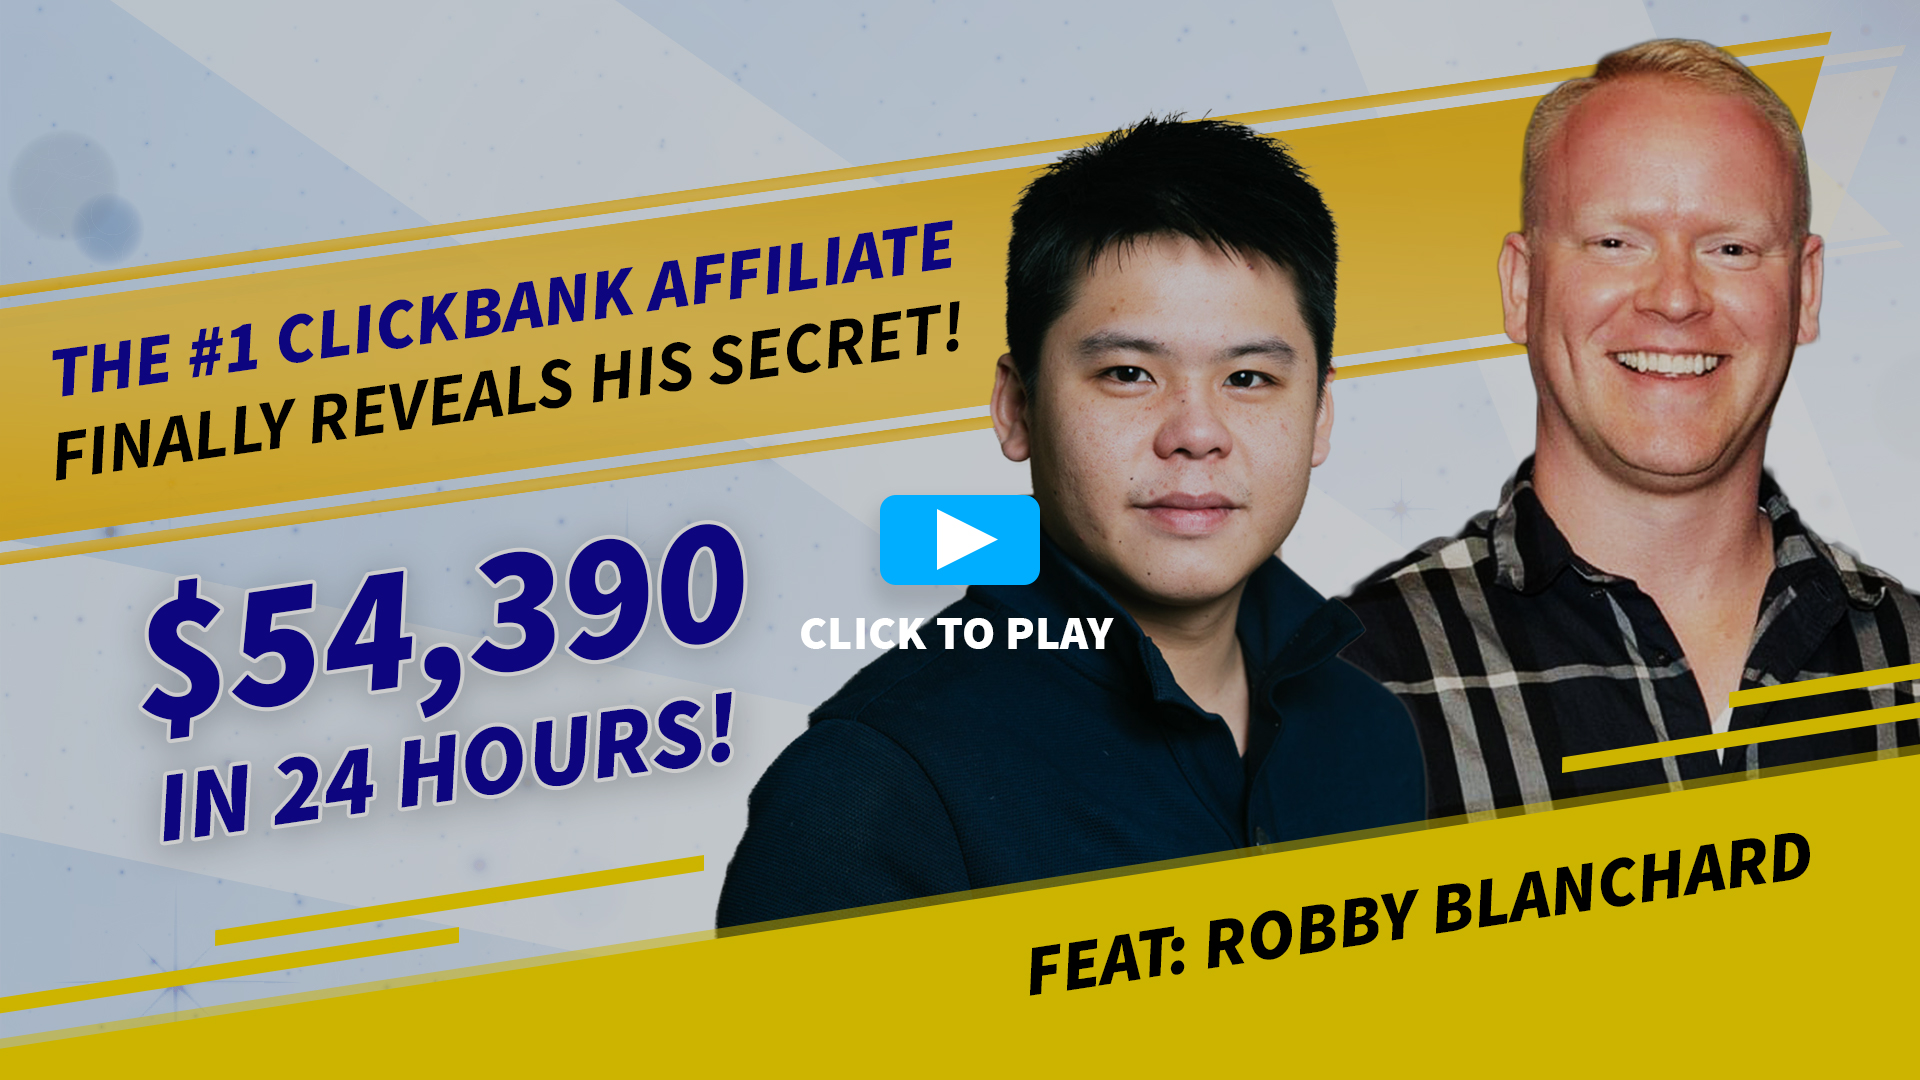 THE #1 CLICKBANK AFFILIATE
FINALLY REVEALS HIS SECRET!
$54,390
IN 24 HOURS!
CLICK TO PLAY
FEAT: ROBBY BLANCHARD